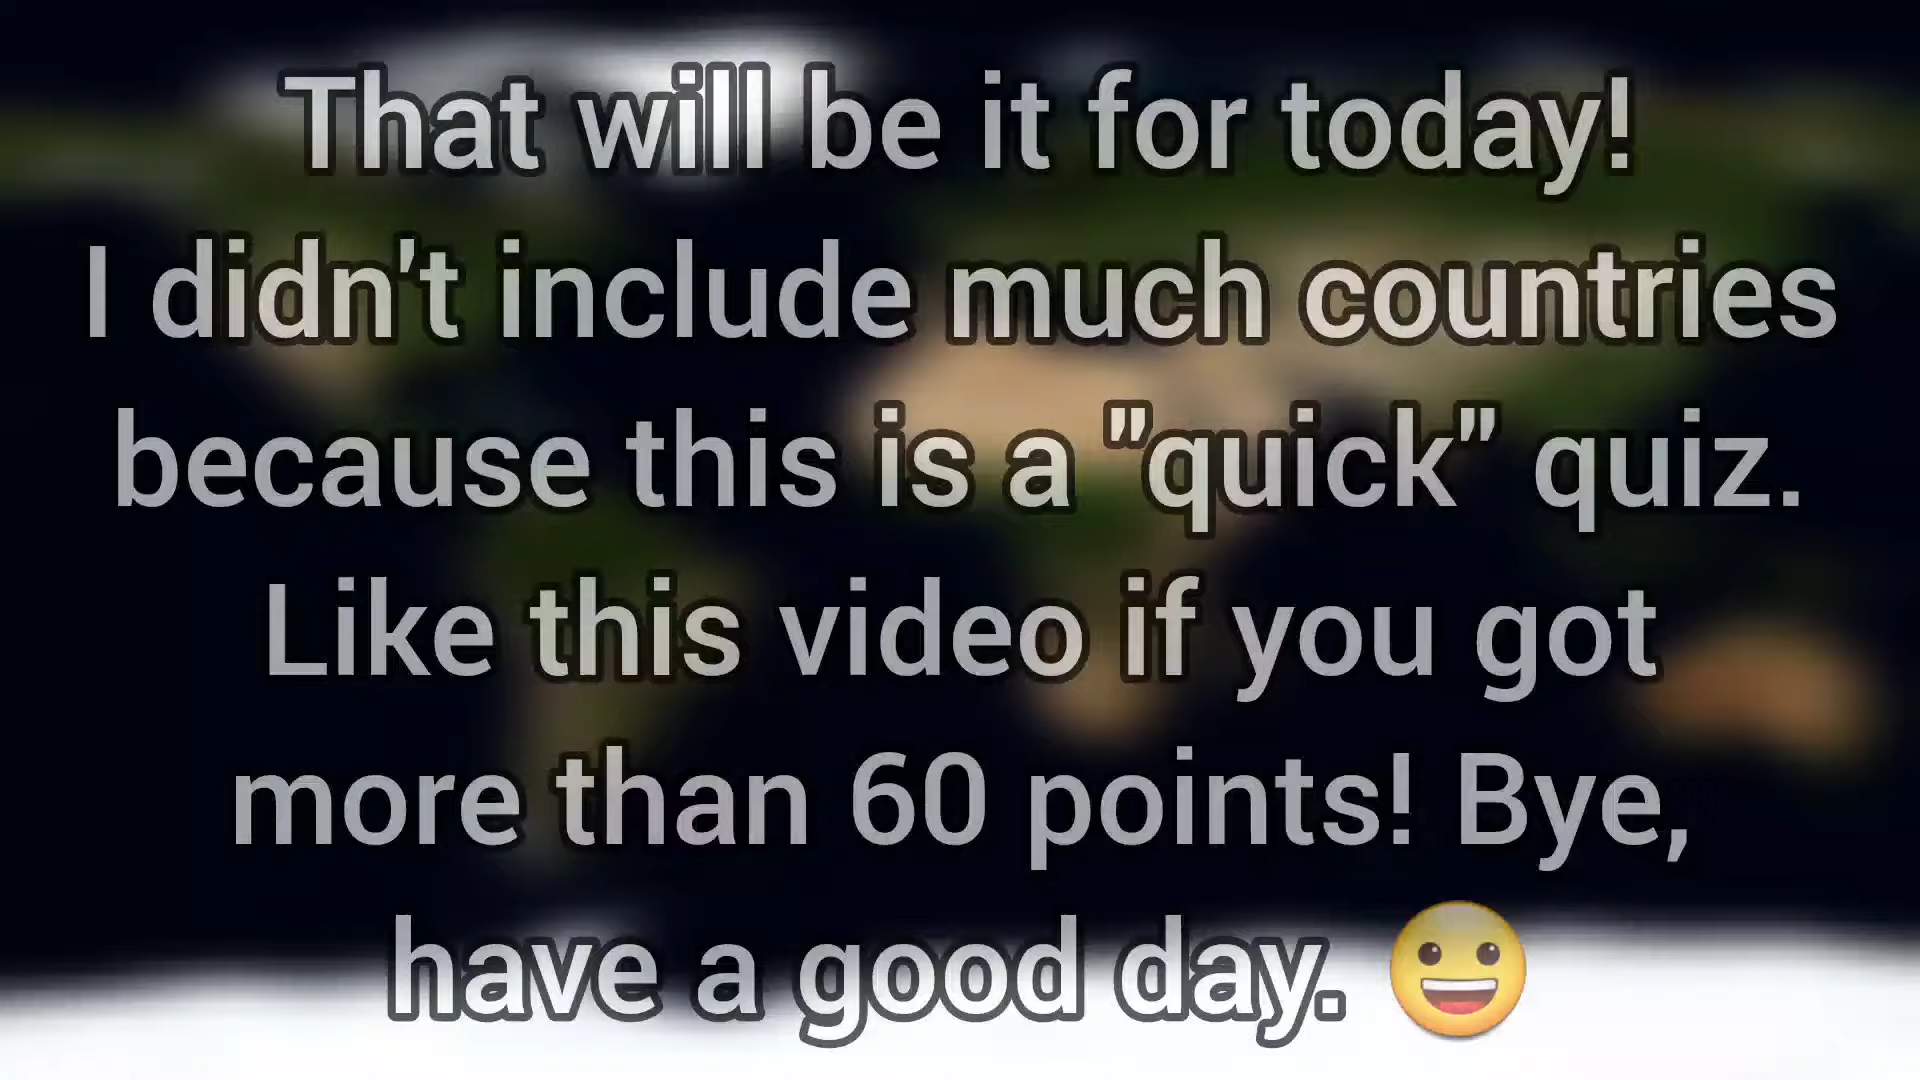 That will be it for today!
I didn't include much countries
because this is a "quick" quiz.
Like this video if you got
more than 60 points! Bye,
have a good day. 😀